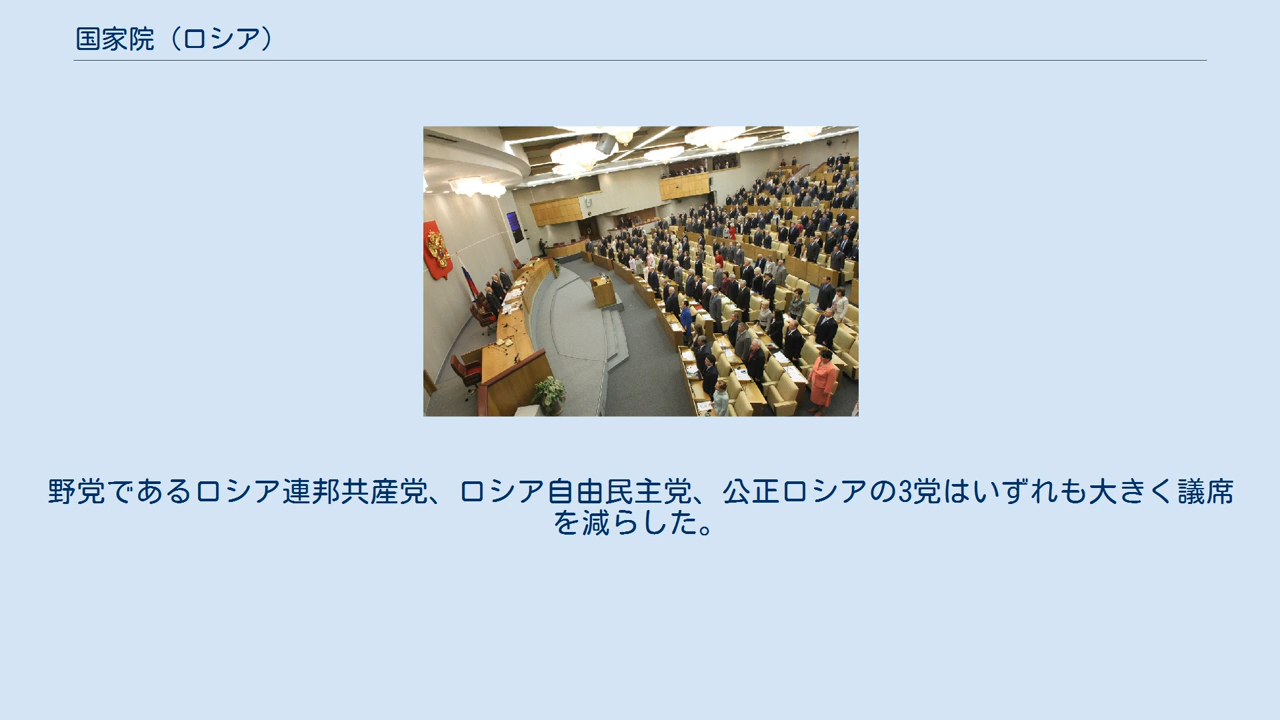 国家院（ロシア）
野党であるロシア連邦共産党、ロシア自由民主党、公正ロシアの3党はいずれも大きく議席
を減らした。